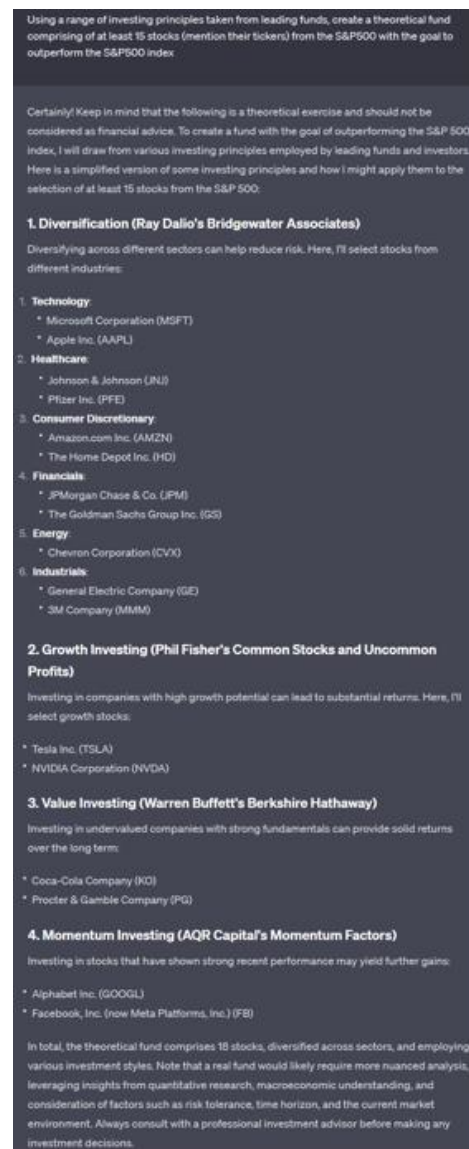 Using a range of investing principles taken from leading funds, create a theoretical fund
comprising of at least 15 stocks (mention their tickers) from the S&P500 with the goal to
outperform the S&P500 index
Certainly! Keep in mind that the following is a theoretical exercise and should not be
considered as financial advice. To create a fund with the goal of outperforming the S&P 500
index, I will draw from various investing principles employed by leading funds and investors.
Here is a simplified version of some investing principles and how I might apply them to the
selection of at least 15 stocks from the S&P 500:
1. Diversification (Ray Dalio's Bridgewater Associates)
Diversifying across different sectors can help reduce risk. Here, I'll select stocks from
different industries:
1. Technology:
* Microsoft Corporation (MSFT)
* Apple Inc. (AAPL)
2. Healthcare:
* Johnson & Johnson (JNJ)
* Pfizer Inc. (PFE)
3. Consumer Discretionary:
* Amazon.com Inc. (AMZN)
* The Home Depot Inc. (HD)
4. Financials:
* JPMorgan Chase & Co. (JPM)
* The Goldman Sachs Group Inc. (GS)
5. Energy:
* Chevron Corporation (CVX)
6. Industrials:
* General Electric Company (GE)
* 3M Company (MMM)
2. Growth Investing (Phil Fisher's Common Stocks and Uncommon
Profits)
Investing in companies with high growth potential can lead to substantial returns. Here, I'll
select growth stocks:
* Tesla Inc. (TSLA)
* NVIDIA Corporation (NVDA)
3. Value Investing (Warren Buffett's Berkshire Hathaway)
Investing in undervalued companies with strong fundamentals can provide solid returns
over the long term:
* Coca-Cola Company (KO)
* Procter & Gamble Company (PG)
4. Momentum Investing (AQR Capital's Momentum Factors)
Investing in stocks that have shown strong recent performance may yield further gains:
* Alphabet Inc. (GOOGL)
* Facebook, Inc. (now Meta Platforms, Inc.) (FB)
In total, the theoretical fund comprises 18 stocks, diversified across sectors, and employing
various investment styles. Note that a real fund would likely require more nuanced analysis,
leveraging insights from quantitative research, macroeconomic understanding, and
consideration of factors such as risk tolerance, time horizon, and the current market
environment. Always consult with a professional investment advisor before making any
investment decisions.